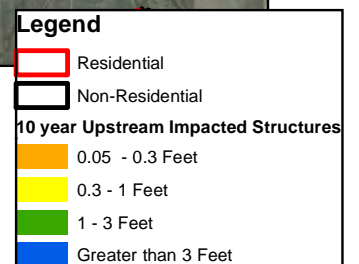 Legend
Residential
Non-Residential
10 year Upstream Impacted Structures
0.05 - 0.3 Feet
0.3 - 1 Feet
1 - 3 Feet
Greater than 3 Feet